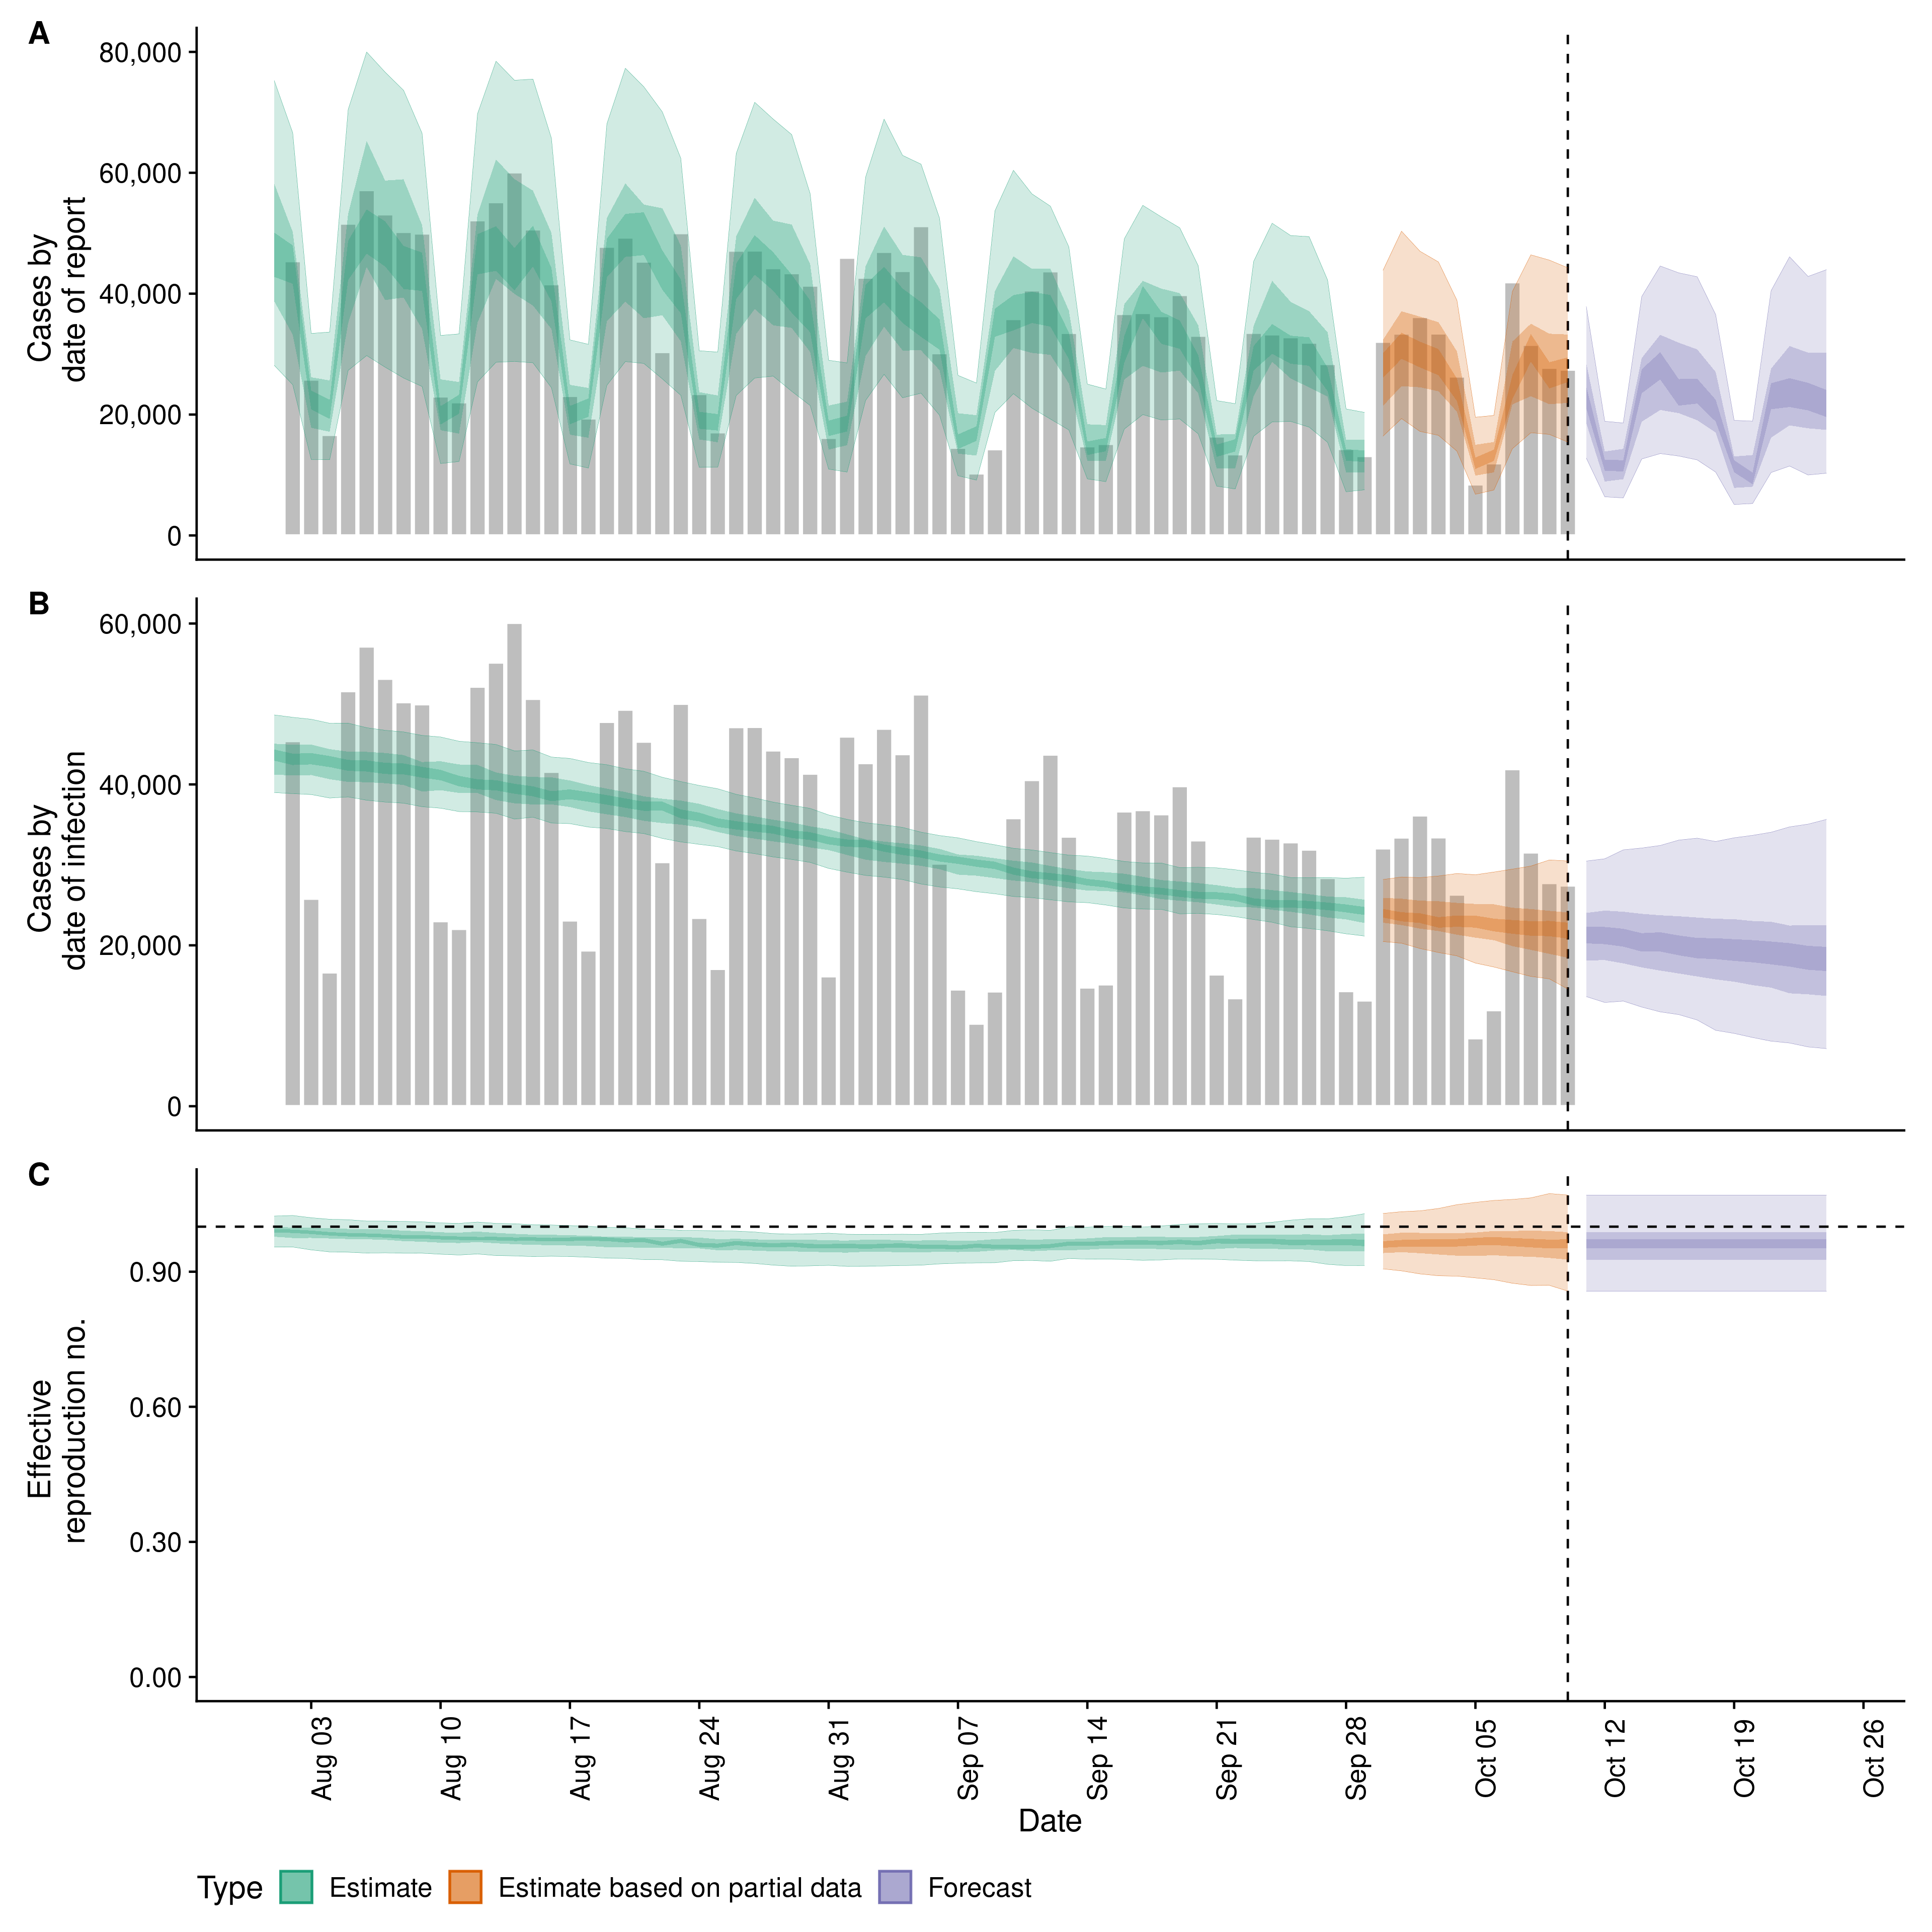 A
80,000
60,000
40,000
20,000
0
Cases by
date of report
B
60,000
40,000
20,000
0
Cases by
date of infection
C
0.90
0.60
0.30
0.00
Effective
reproduction no.
Aug 03
Aug 10
Aug 17
Aug 24
Aug 31
Sep 07
Sep 14
Sep 21
Sep 28
Oct 05
Oct 12
Oct 19
Oct 26
Date
Type Estimate Estimate based on partial data Forecast